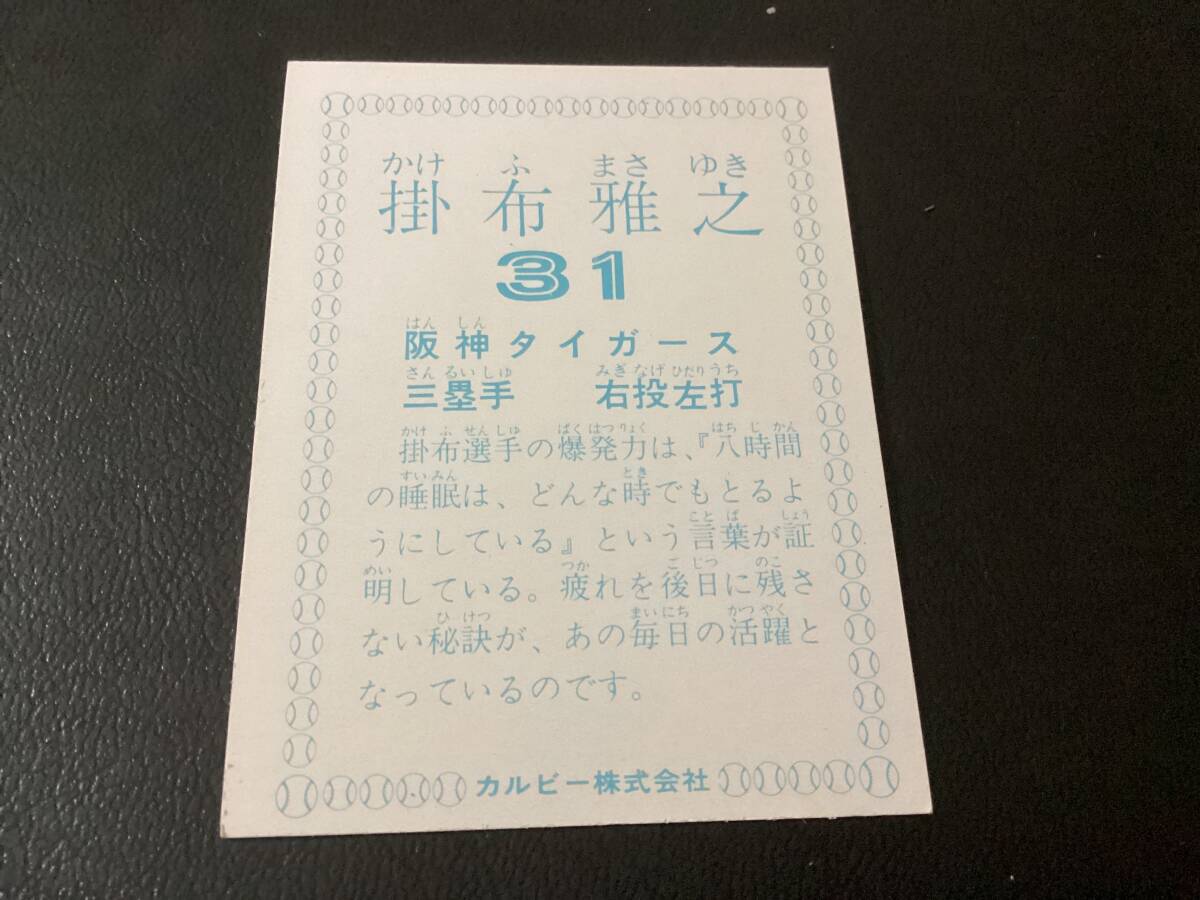 かけ ふ まさ ゆき
掛布雅之
31
はん しん
阪神タイガース
さん るい しゅ みぎ なげ ひだり うち
三塁手 右投左打
かけ ふ せん しゅ ばく はつ りょく はち じ かん
掛布選手の爆発力は、『八時間
すい みん とき
の睡眠は、どんな時でもとるよ
こと ば しょう
うにしている』という言葉が証
めい つか ご じつ のこ
明している。疲れを後日に残さ
ひ けつ まい にち かつ やく
ない秘訣が、あの毎日の活躍と
なっているのです。
カルビー株式会社